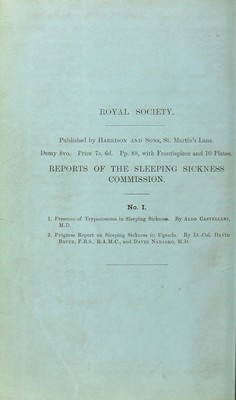 ROYAL SOCIETY.
Published by HARRISON AND SONS, St. Martin's Lane.
Demy 8vo. Price 7s. 6d. Pp. 88, with Frontispiece and 10 Plates.
REPORTS OF THE SLEEPING SICKNESS
COMMISSION.
No. I.
1. Presence of Trypanosoma in Sleeping Sickness. By ALDO CASTELLANI,
M.D.
2. Progress Report on Sleeping Sickness in Uganda. By Lt.-Col. DAVID
BRUCE, F.R.S., R.A.M.C., and DAVID NABARRO, M.D.